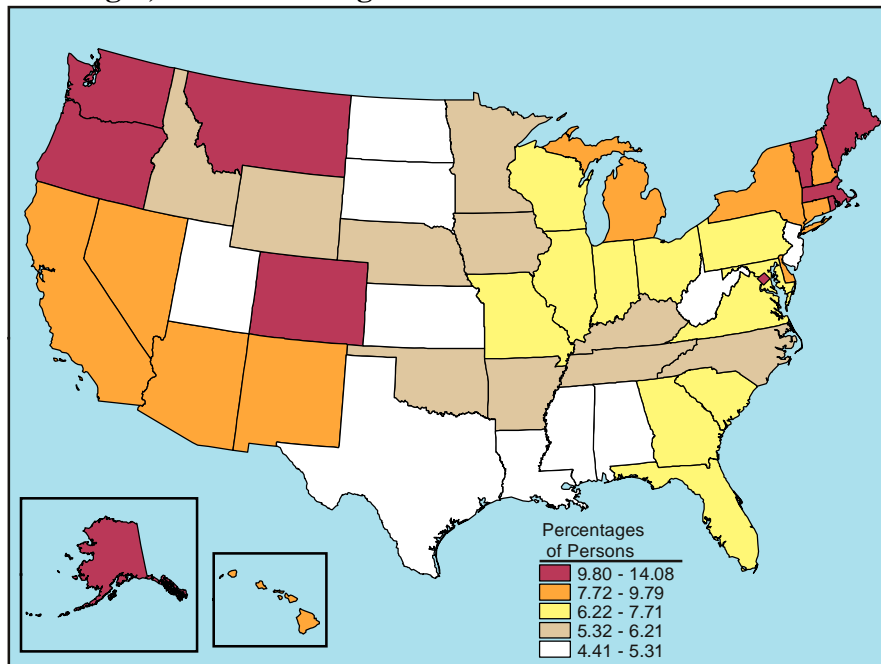 Percentages
of Persons
9.80 - 14.08
7.72 - 9.79
6.22 - 7.71
5.32 - 6.21
4.41 - 5.31